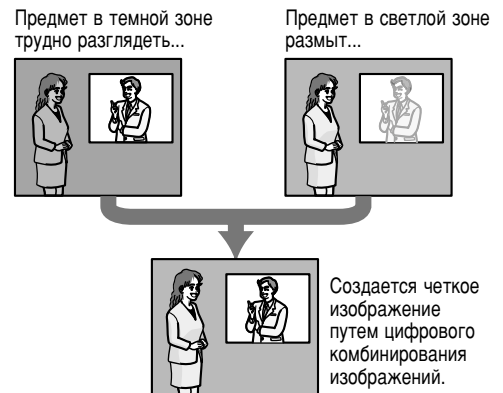 Предмет в темной зоне
трудно разглядеть...
Предмет в светлой зоне
размыт...
Создается четкое
изображение
путем цифрового
комбинирования
изображений.